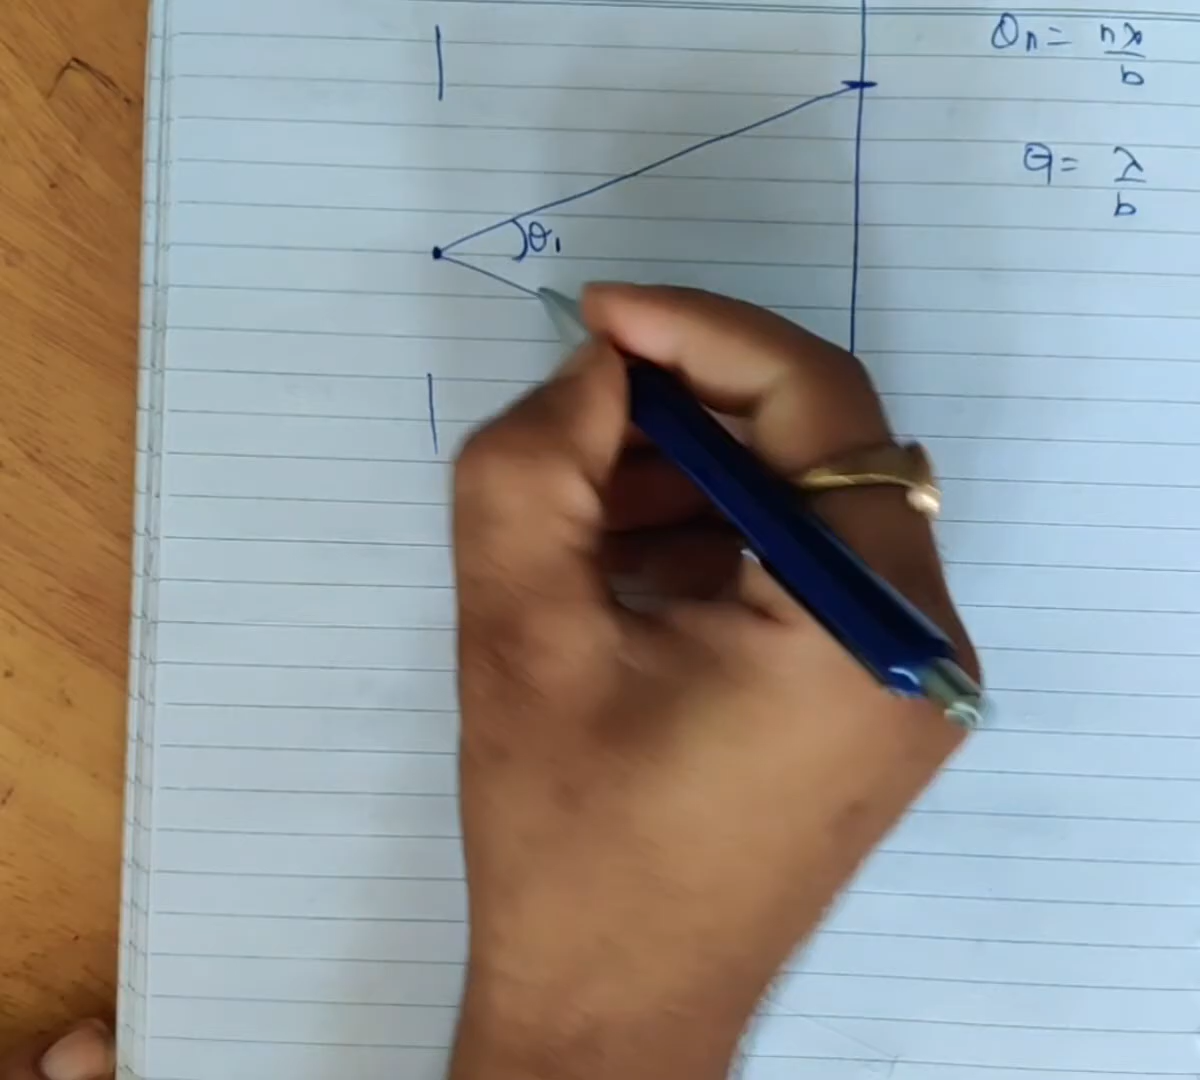 θn = nλ/b
θ = λ/b
θ₁